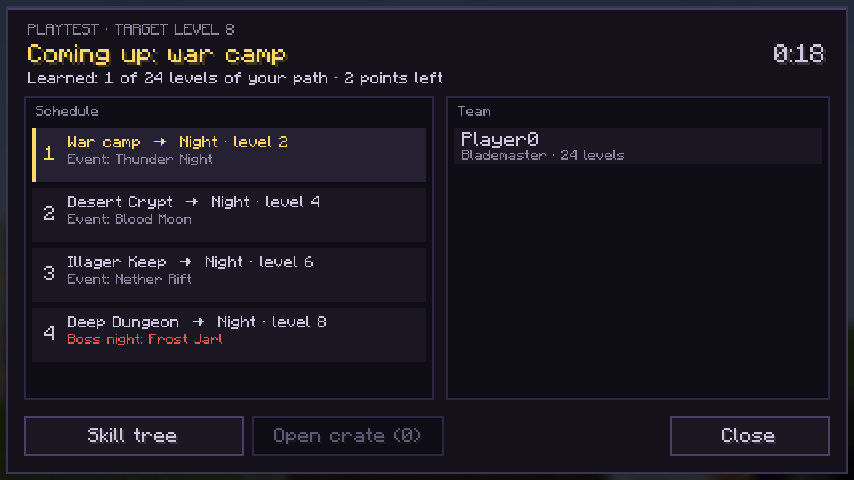 PLAYTEST · TARGET LEVEL 8
Coming up: war camp
0:18
Learned: 1 of 24 levels of your path · 2 points left
Schedule
1
War camp → Night · level 2
Event: Thunder Night
2
Desert Crypt → Night · level 4
Event: Blood Moon
3
Illager Keep → Night · level 6
Event: Nether Rift
4
Deep Dungeon → Night · level 8
Boss night: Frost Jarl
Team
Player0
Blademaster · 24 levels
Skill tree
Open crate (0)
Close